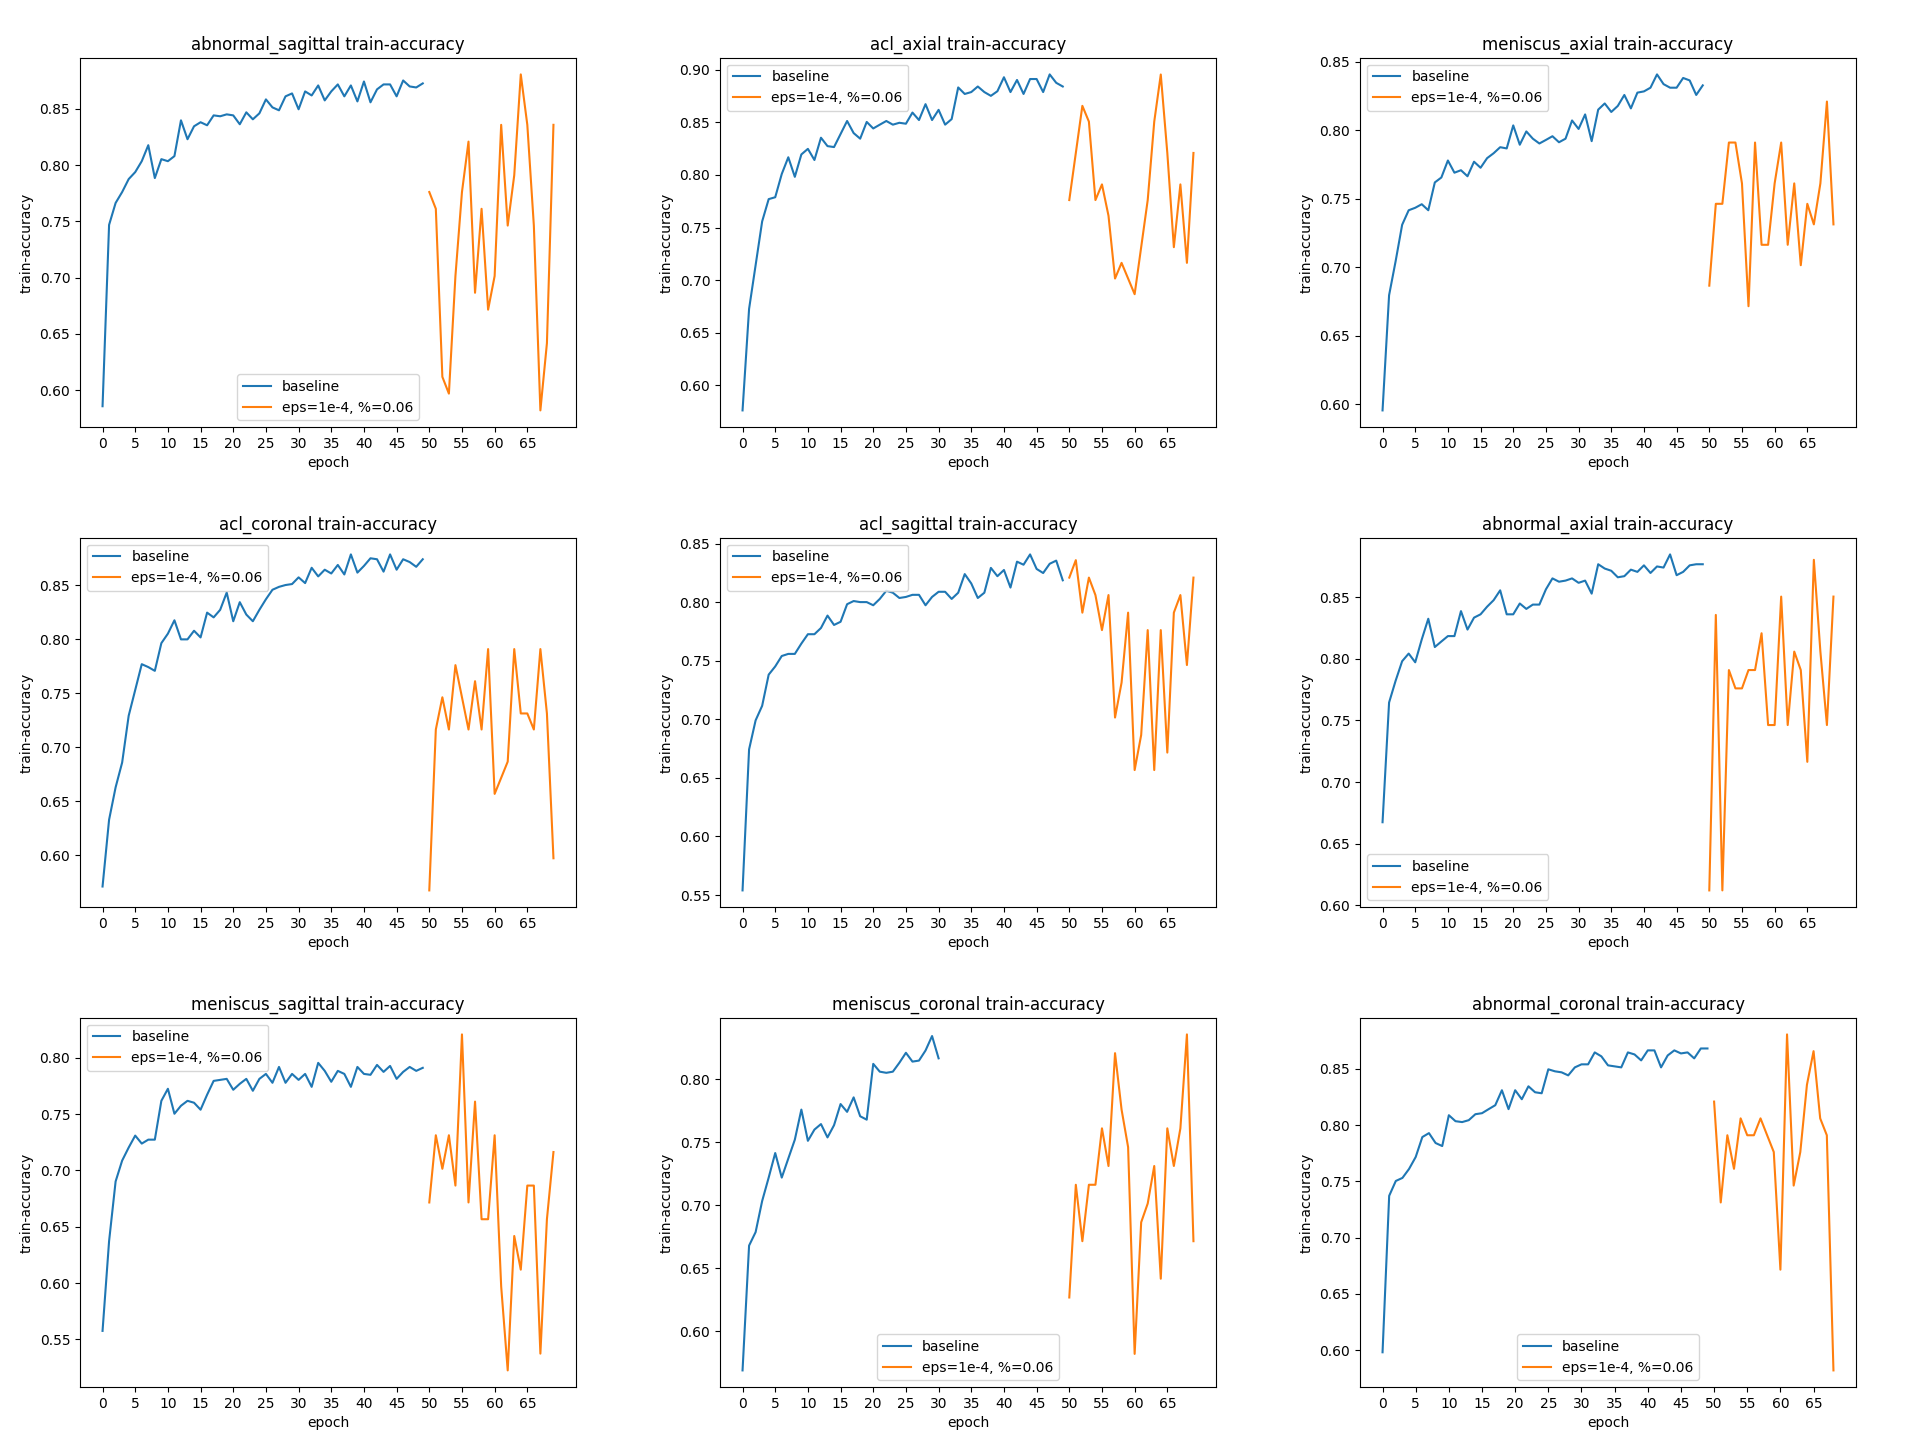 abnormal_sagittal train-accuracy
train-accuracy
0.85
0.80
0.75
0.70
0.65
0.60
baseline
eps=1e-4, %=0.06
0 5 10 15 20 25 30 35 40 45 50 55 60 65
epoch
acl_axial train-accuracy
train-accuracy
0.90
0.85
0.80
0.75
0.70
0.65
0.60
baseline
eps=1e-4, %=0.06
0 5 10 15 20 25 30 35 40 45 50 55 60 65
epoch
meniscus_axial train-accuracy
train-accuracy
0.85
0.80
0.75
0.70
0.65
0.60
baseline
eps=1e-4, %=0.06
0 5 10 15 20 25 30 35 40 45 50 55 60 65
epoch
acl_coronal train-accuracy
train-accuracy
0.85
0.80
0.75
0.70
0.65
0.60
baseline
eps=1e-4, %=0.06
0 5 10 15 20 25 30 35 40 45 50 55 60 65
epoch
acl_sagittal train-accuracy
train-accuracy
0.85
0.80
0.75
0.70
0.65
0.60
0.55
baseline
eps=1e-4, %=0.06
0 5 10 15 20 25 30 35 40 45 50 55 60 65
epoch
abnormal_axial train-accuracy
train-accuracy
0.85
0.80
0.75
0.70
0.65
0.60
baseline
eps=1e-4, %=0.06
0 5 10 15 20 25 30 35 40 45 50 55 60 65
epoch
meniscus_sagittal train-accuracy
train-accuracy
0.80
0.75
0.70
0.65
0.60
0.55
baseline
eps=1e-4, %=0.06
0 5 10 15 20 25 30 35 40 45 50 55 60 65
epoch
meniscus_coronal train-accuracy
train-accuracy
0.80
0.75
0.70
0.65
0.60
baseline
eps=1e-4, %=0.06
0 5 10 15 20 25 30 35 40 45 50 55 60 65
epoch
abnormal_coronal train-accuracy
train-accuracy
0.85
0.80
0.75
0.70
0.65
0.60
baseline
eps=1e-4, %=0.06
0 5 10 15 20 25 30 35 40 45 50 55 60 65
epoch